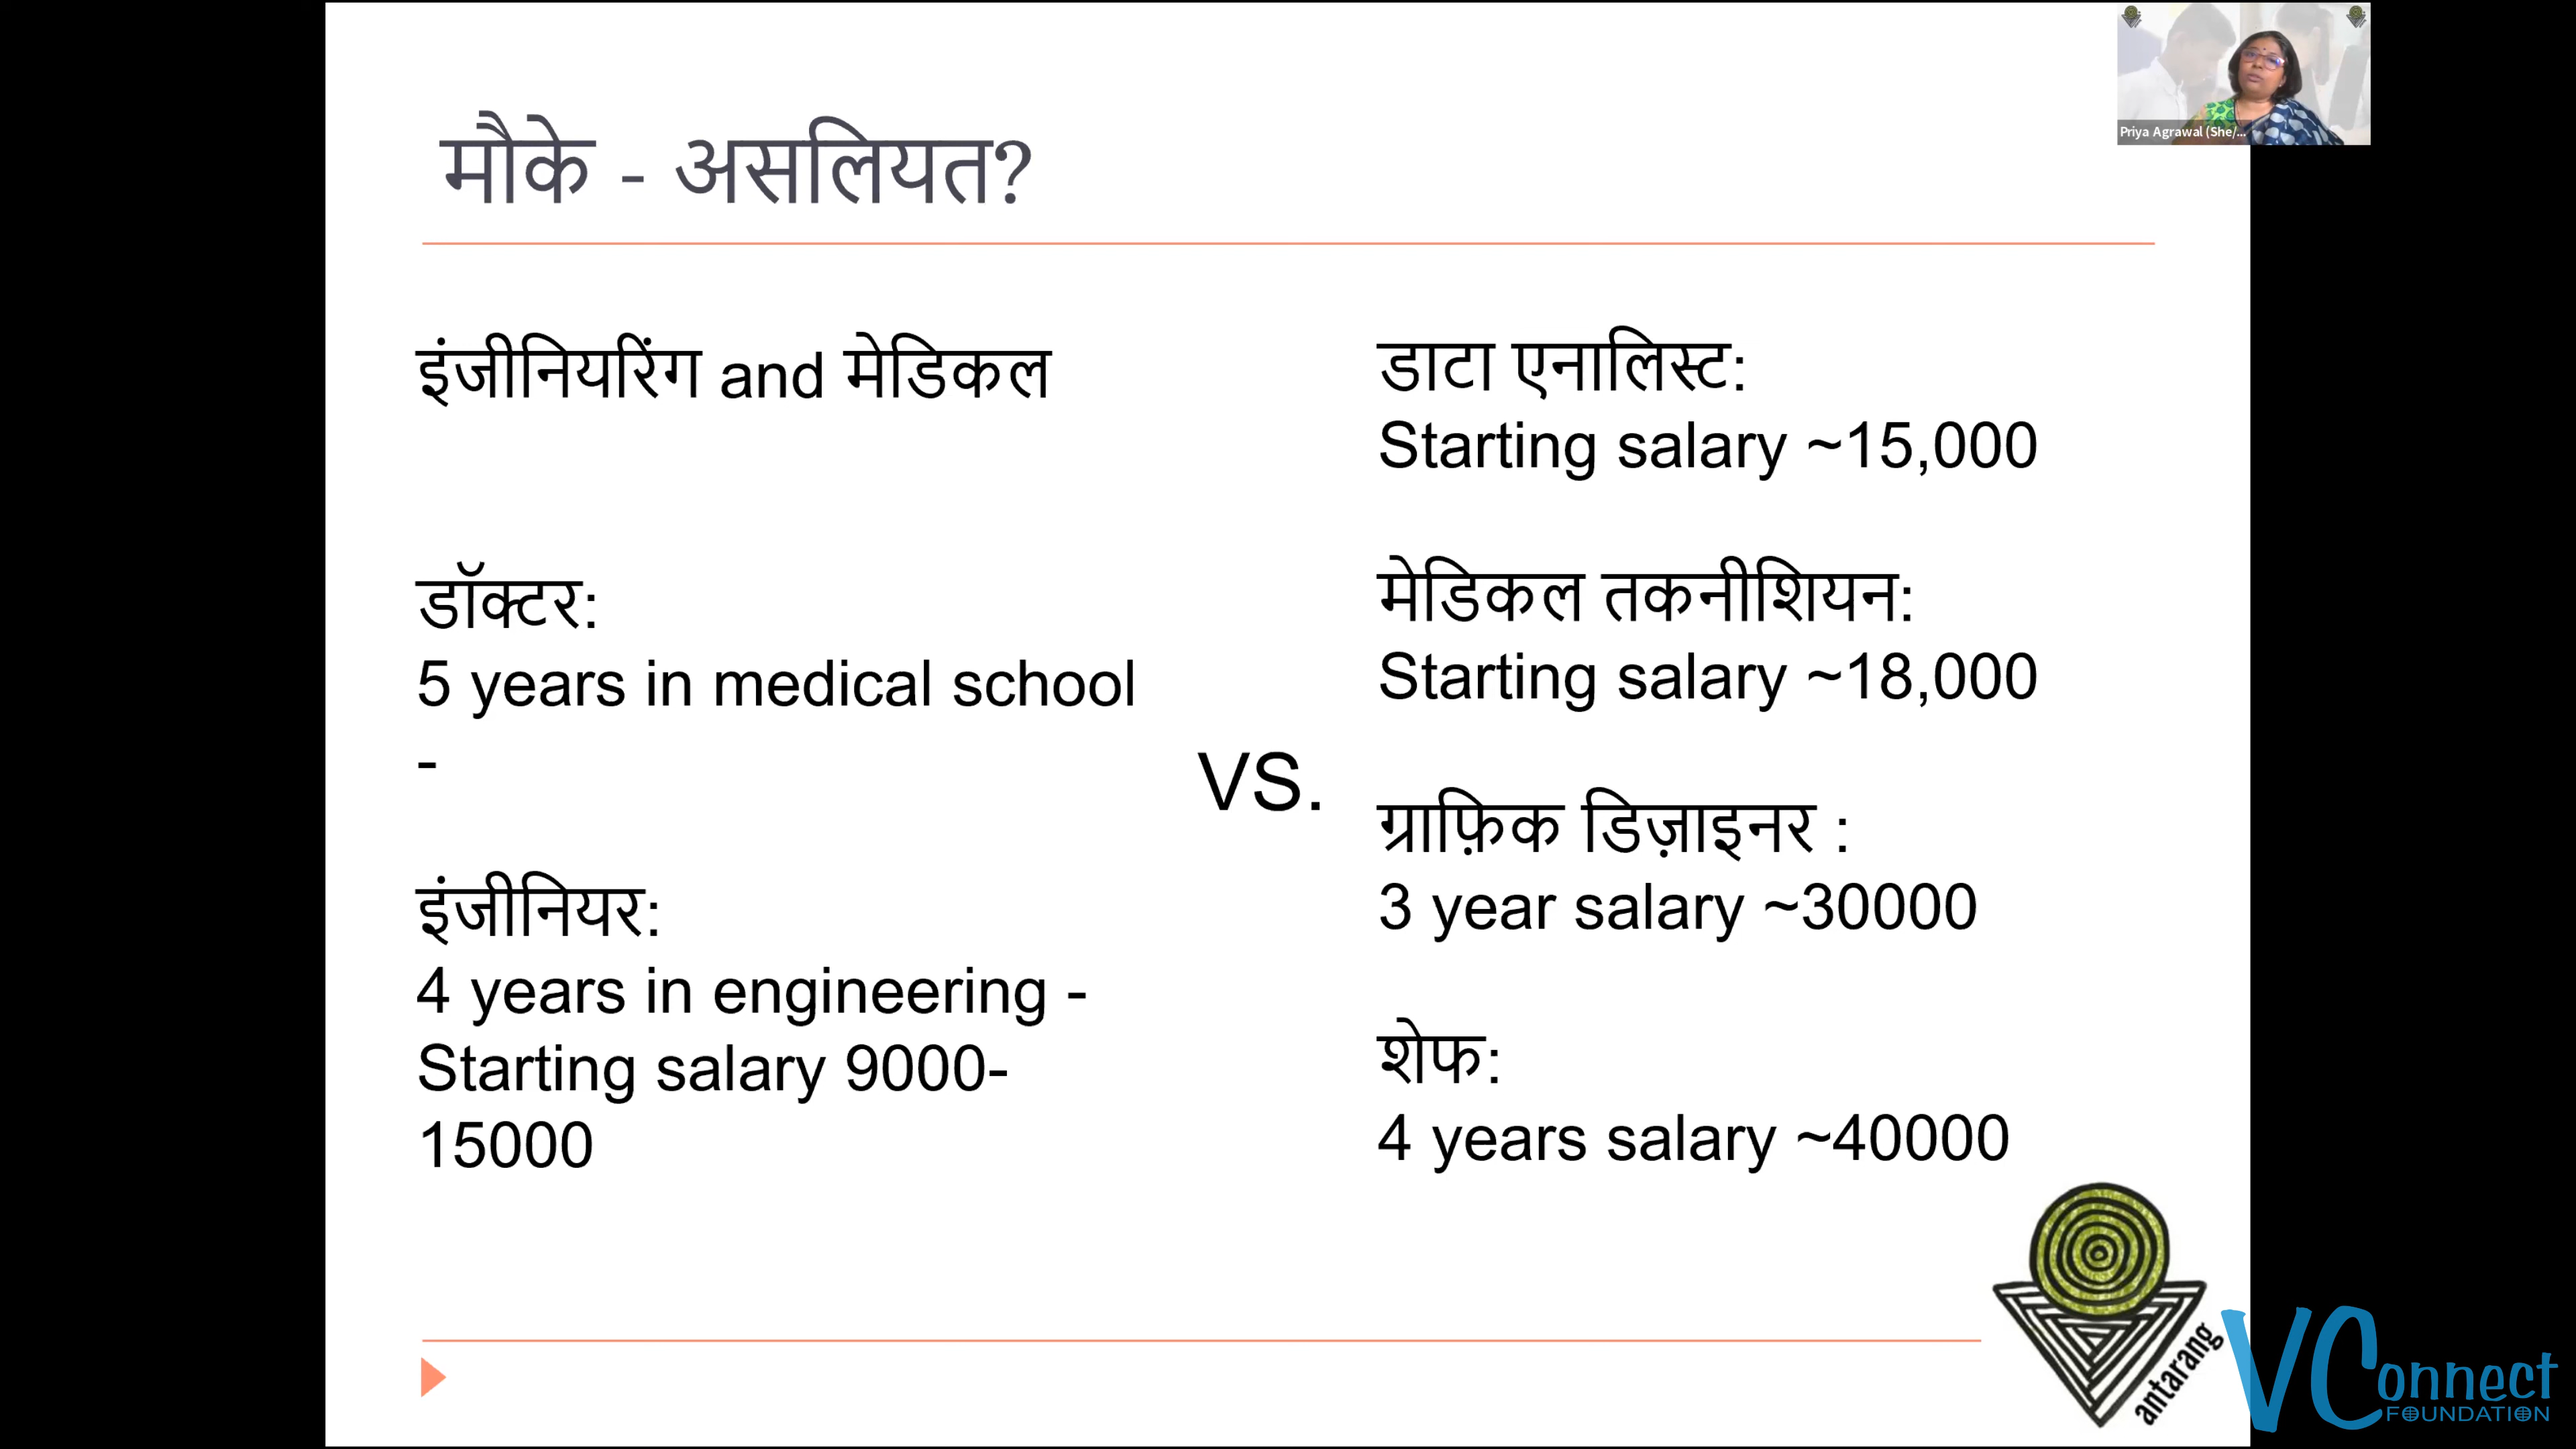 Priya Agrawal (She/...
मौके - असलियत?
इंजीनियरिंग and मेडिकल
डॉक्टर:
5 years in medical school
-
इंजीनियर:
4 years in engineering -
Starting salary 9000-
15000
VS.
डाटा एनालिस्ट:
Starting salary ~15,000
मेडिकल तकनीशियन:
Starting salary ~18,000
ग्राफ़िक डिज़ाइनर :
3 year salary ~30000
शेफ:
4 years salary ~40000
antarang
VConnect
FOUNDATION